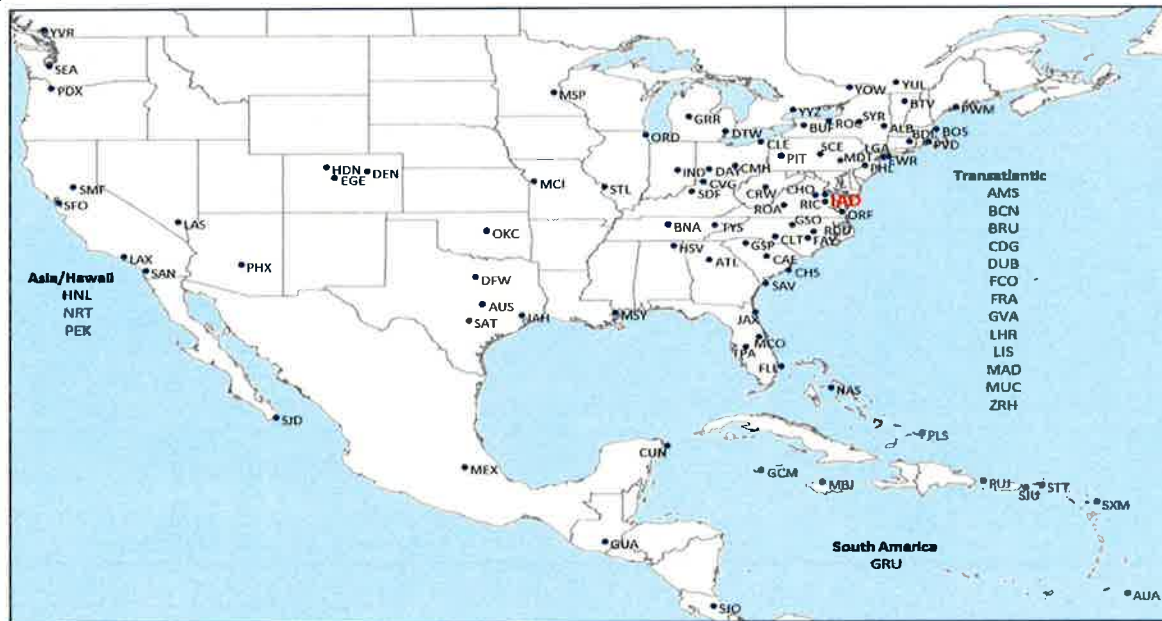 YVR
SEA
PDX
MSP
YOW
YUL
BTV
PWM
YYZ
GRR
ORD
DTW
BUF
ROC
SYR
ALB
BDL
BOS
PVD
CLE
PIT
SCE
MDT
LGA
EWR
PHL
HDN
EGE
DEN
MCI
STL
IND
DAY
CMH
CVG
SDF
CRW
CHO
RIC
IAD
ROA
ORF
SMF
SFO
LAS
OKC
BNA
TYS
GSO
RDU
FAY
HSV
ATL
GSP
CLT
CAE
CHS
SAV
LAX
SAN
PHX
DFW
AUS
SAT
IAH
MSY
JAX
MCO
TPA
FLL
NAS
PLS
SJD
MEX
CUN
GCM
MBJ
PUJ
SJU
STT
SXM
GUA
SJO
AUA
Asia/Hawaii
HNL
NRT
PEK
Transatlantic
AMS
BCN
BRU
CDG
DUB
FCO
FRA
GVA
LHR
LIS
MAD
MUC
ZRH
South America
GRU